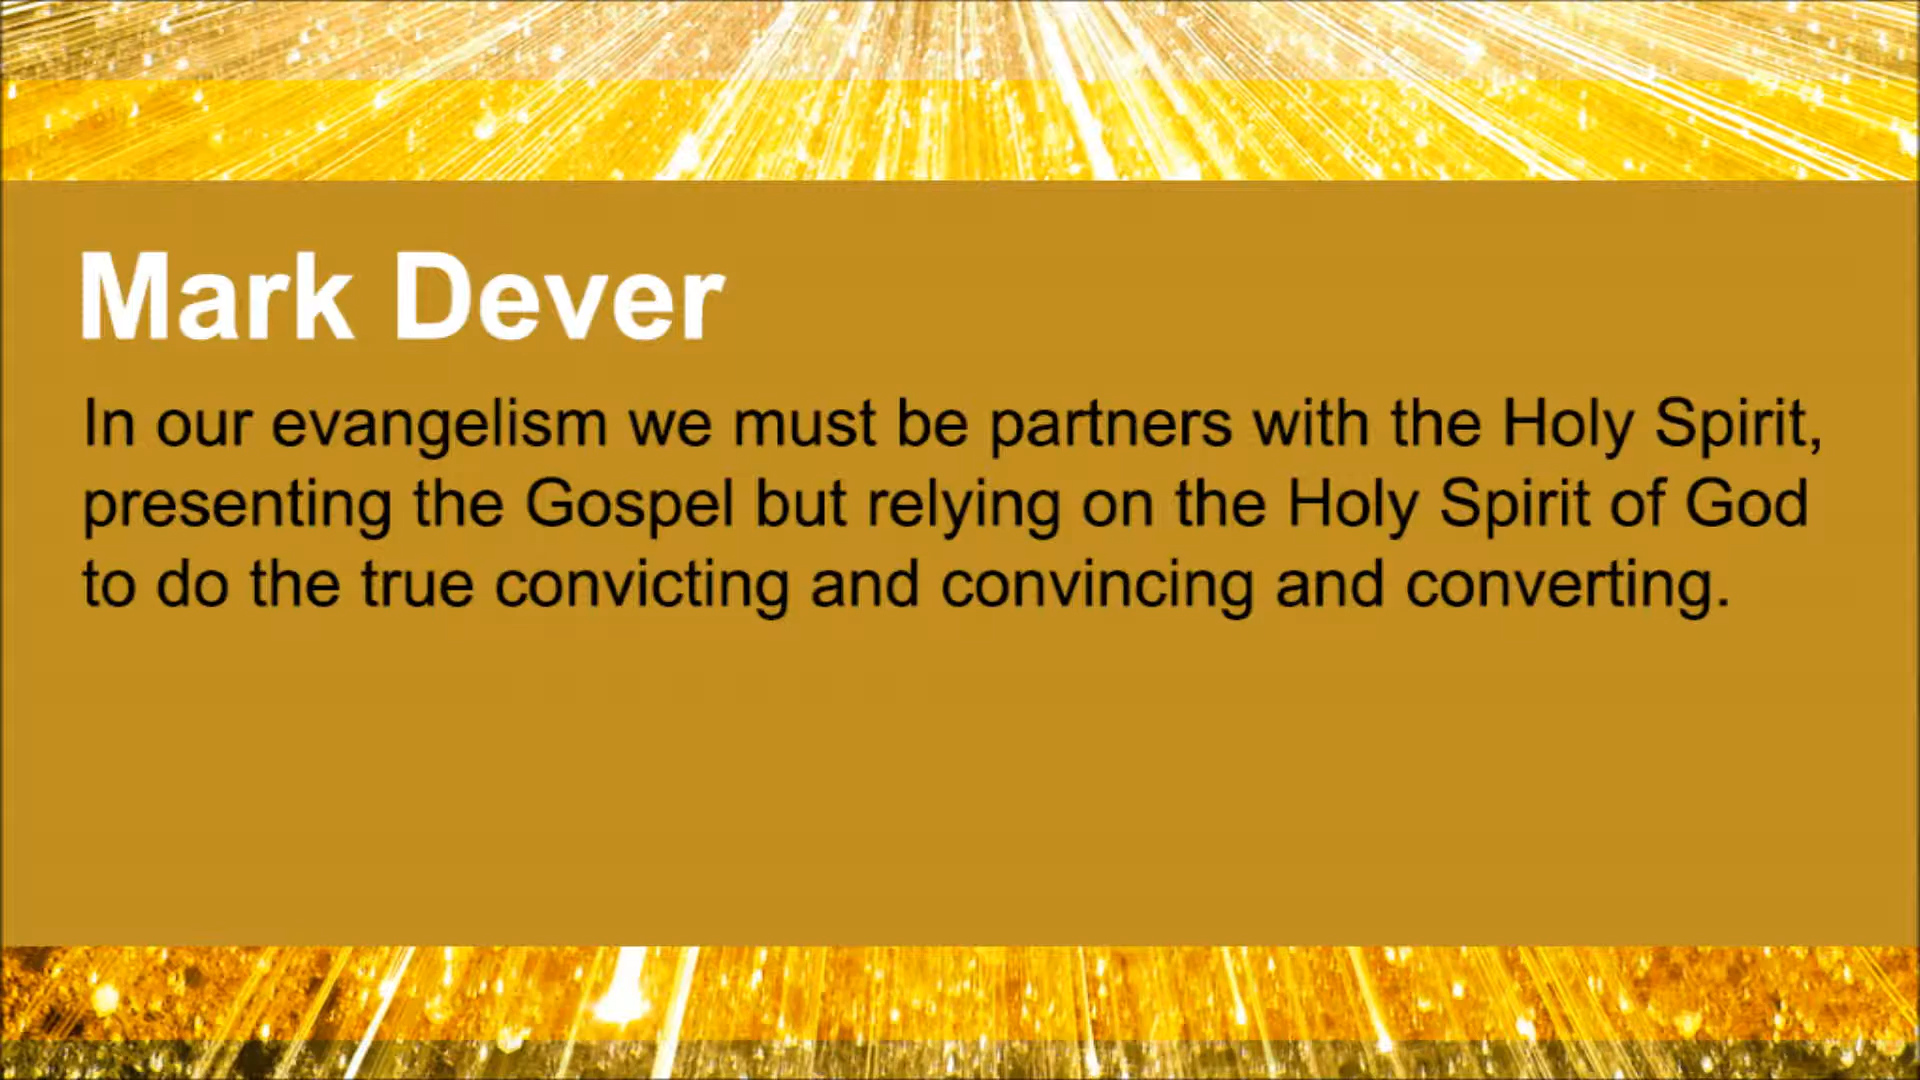 Mark Dever
In our evangelism we must be partners with the Holy Spirit,
presenting the Gospel but relying on the Holy Spirit of God
to do the true convicting and convincing and converting.